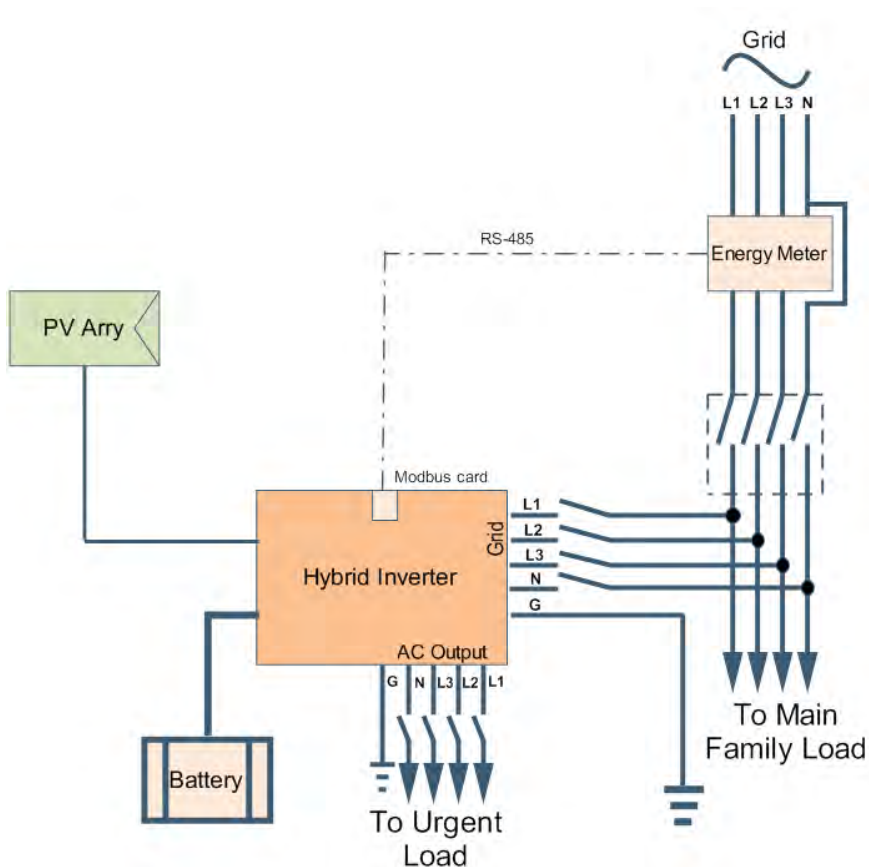 Grid
L1 L2 L3 N
RS-485
Energy Meter
PV Arry
Modbus card
L1
L2
L3
N
G
Grid
Hybrid Inverter
AC Output
G N L3 L2 L1
To Main
Family Load
Battery
To Urgent
Load